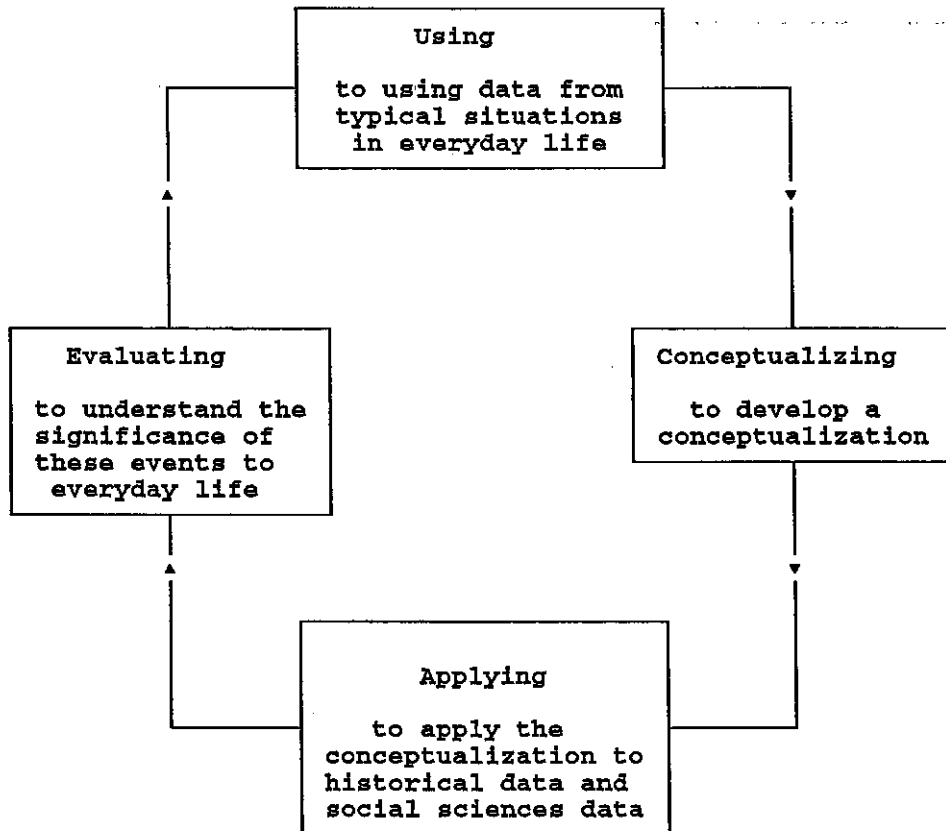 Using
to using data from
typical situations
in everyday life
Evaluating
to understand the
significance of
these events to
everyday life
Conceptualizing
to develop a
conceptualization
Applying
to apply the
conceptualization to
historical data and
social sciences data